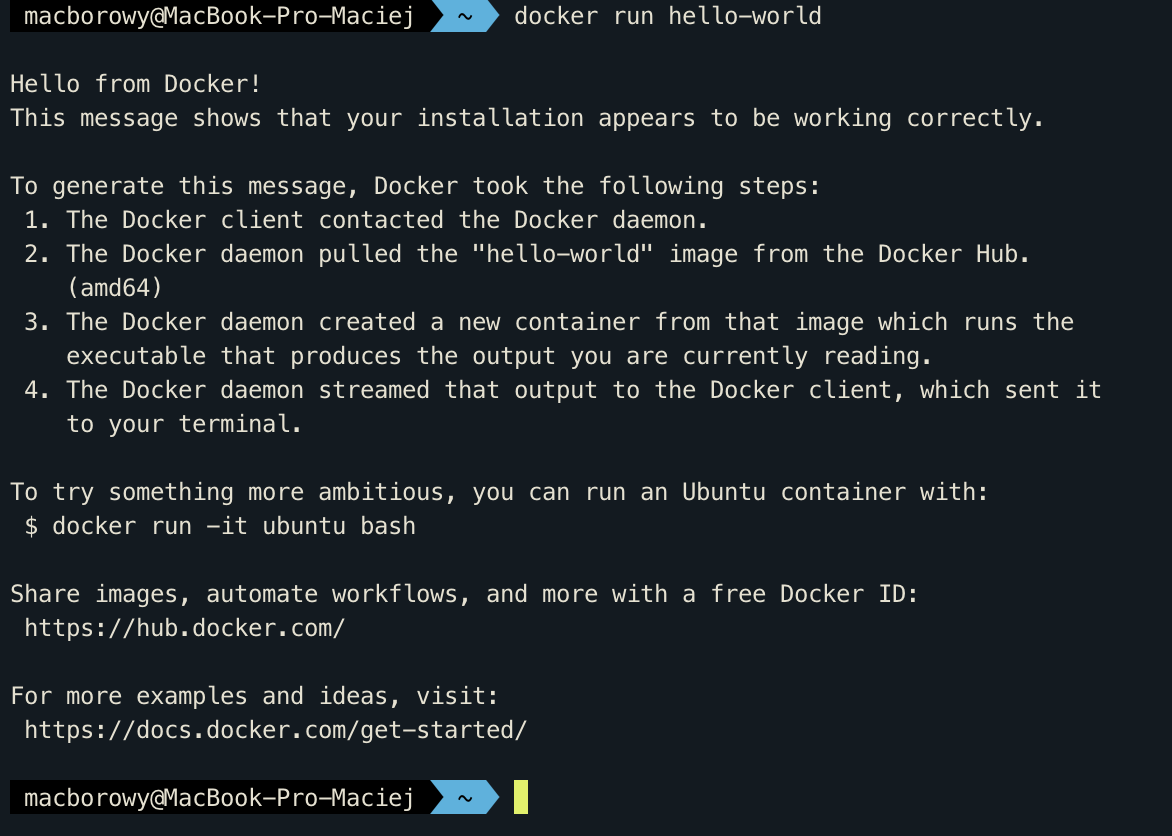 macborowy@MacBook-Pro-Maciej ~ docker run hello-world
Hello from Docker!
This message shows that your installation appears to be working correctly.
To generate this message, Docker took the following steps:
1. The Docker client contacted the Docker daemon.
2. The Docker daemon pulled the "hello-world" image from the Docker Hub.
(amd64)
3. The Docker daemon created a new container from that image which runs the
executable that produces the output you are currently reading.
4. The Docker daemon streamed that output to the Docker client, which sent it
to your terminal.
To try something more ambitious, you can run an Ubuntu container with:
$ docker run -it ubuntu bash
Share images, automate workflows, and more with a free Docker ID:
https://hub.docker.com/
For more examples and ideas, visit:
https://docs.docker.com/get-started/
macborowy@MacBook-Pro-Maciej ~